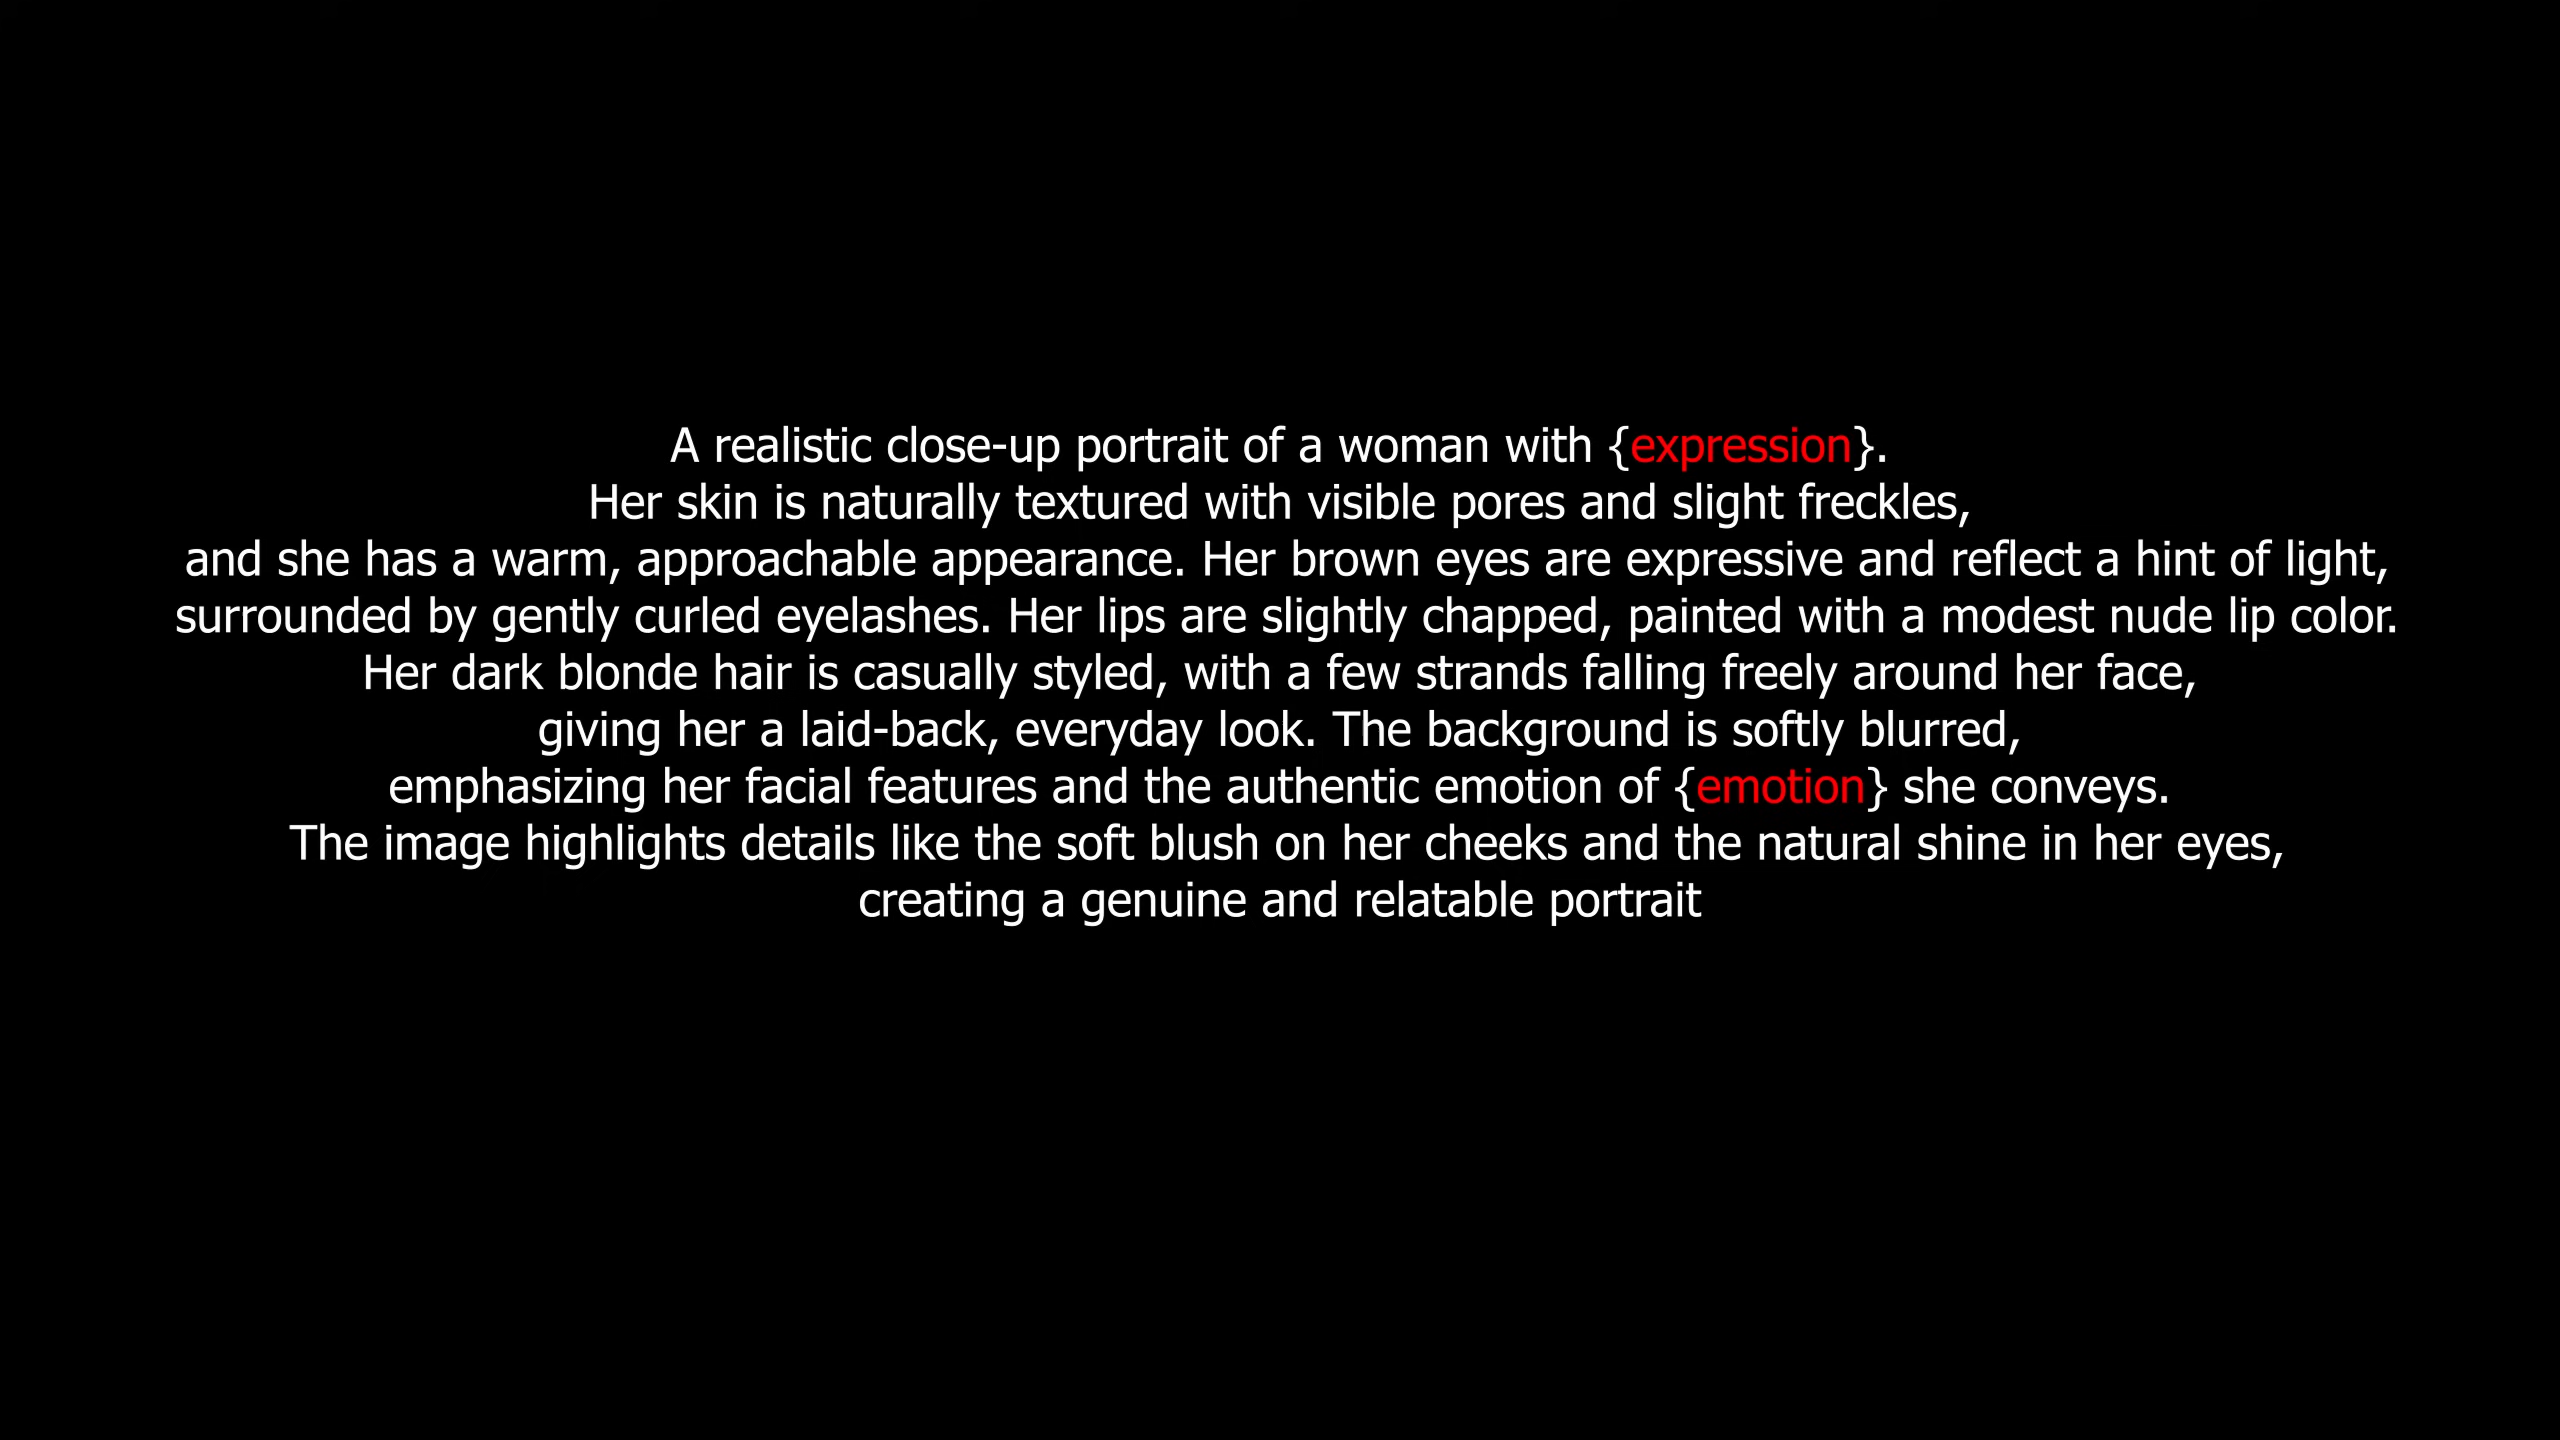 A realistic close-up portrait of a woman with {expression}.
Her skin is naturally textured with visible pores and slight freckles,
and she has a warm, approachable appearance. Her brown eyes are expressive and reflect a hint of light,
surrounded by gently curled eyelashes. Her lips are slightly chapped, painted with a modest nude lip color.
Her dark blonde hair is casually styled, with a few strands falling freely around her face,
giving her a laid-back, everyday look. The background is softly blurred,
emphasizing her facial features and the authentic emotion of {emotion} she conveys.
The image highlights details like the soft blush on her cheeks and the natural shine in her eyes,
creating a genuine and relatable portrait